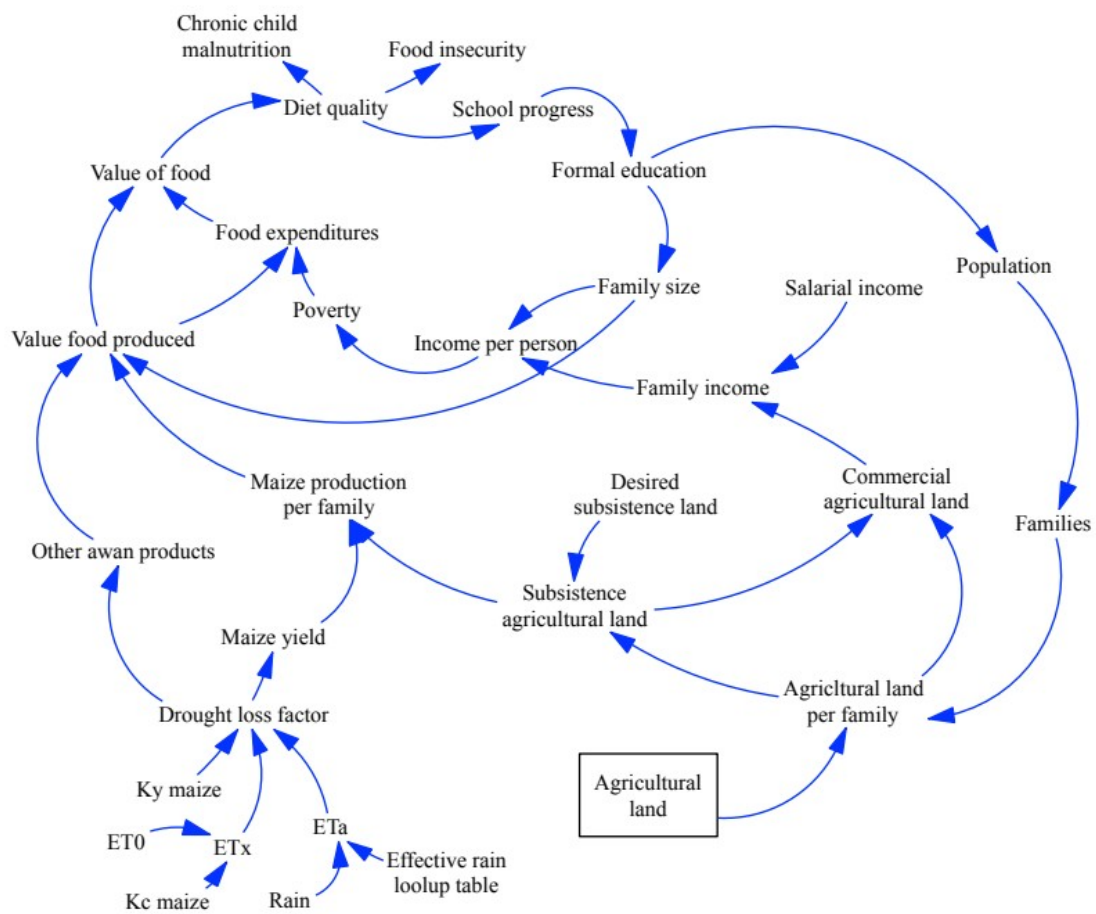 Chronic child
malnutrition
Food insecurity
Diet quality
School progress
Value of food
Formal education
Food expenditures
Population
Family size
Salarial income
Poverty
Value food produced
Income per person
Family income
Maize production
per family
Desired
subsistence land
Commercial
agricultural land
Families
Other awan products
Subsistence
agricultural land
Maize yield
Agricltural land
per family
Drought loss factor
Agricultural
land
Ky maize
ET0
ETx
ETa
Effective rain
loolup table
Kc maize
Rain